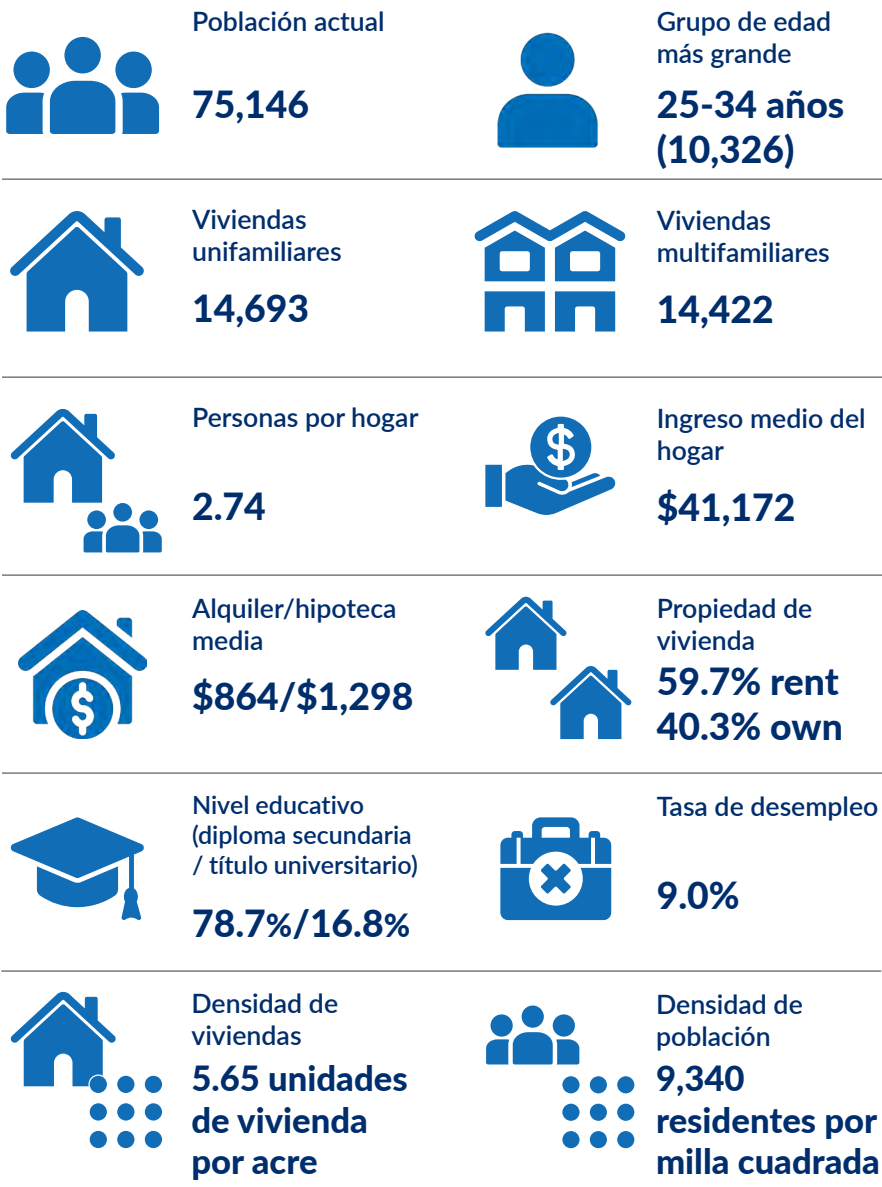 Población actual
75,146
Grupo de edad
más grande
25-34 años
(10,326)
Viviendas
unifamiliares
14,693
Viviendas
multifamiliares
14,422
Personas por hogar
2.74
Ingreso medio del
hogar
$41,172
Alquiler/hipoteca
media
$864/$1,298
Propiedad de
vivienda
59.7% rent
40.3% own
Nivel educativo
(diploma secundaria
/ título universitario)
78.7%/16.8%
Tasa de desempleo
9.0%
Densidad de
viviendas
5.65 unidades
de vivienda
por acre
Densidad de
población
9,340
residentes por
milla cuadrada